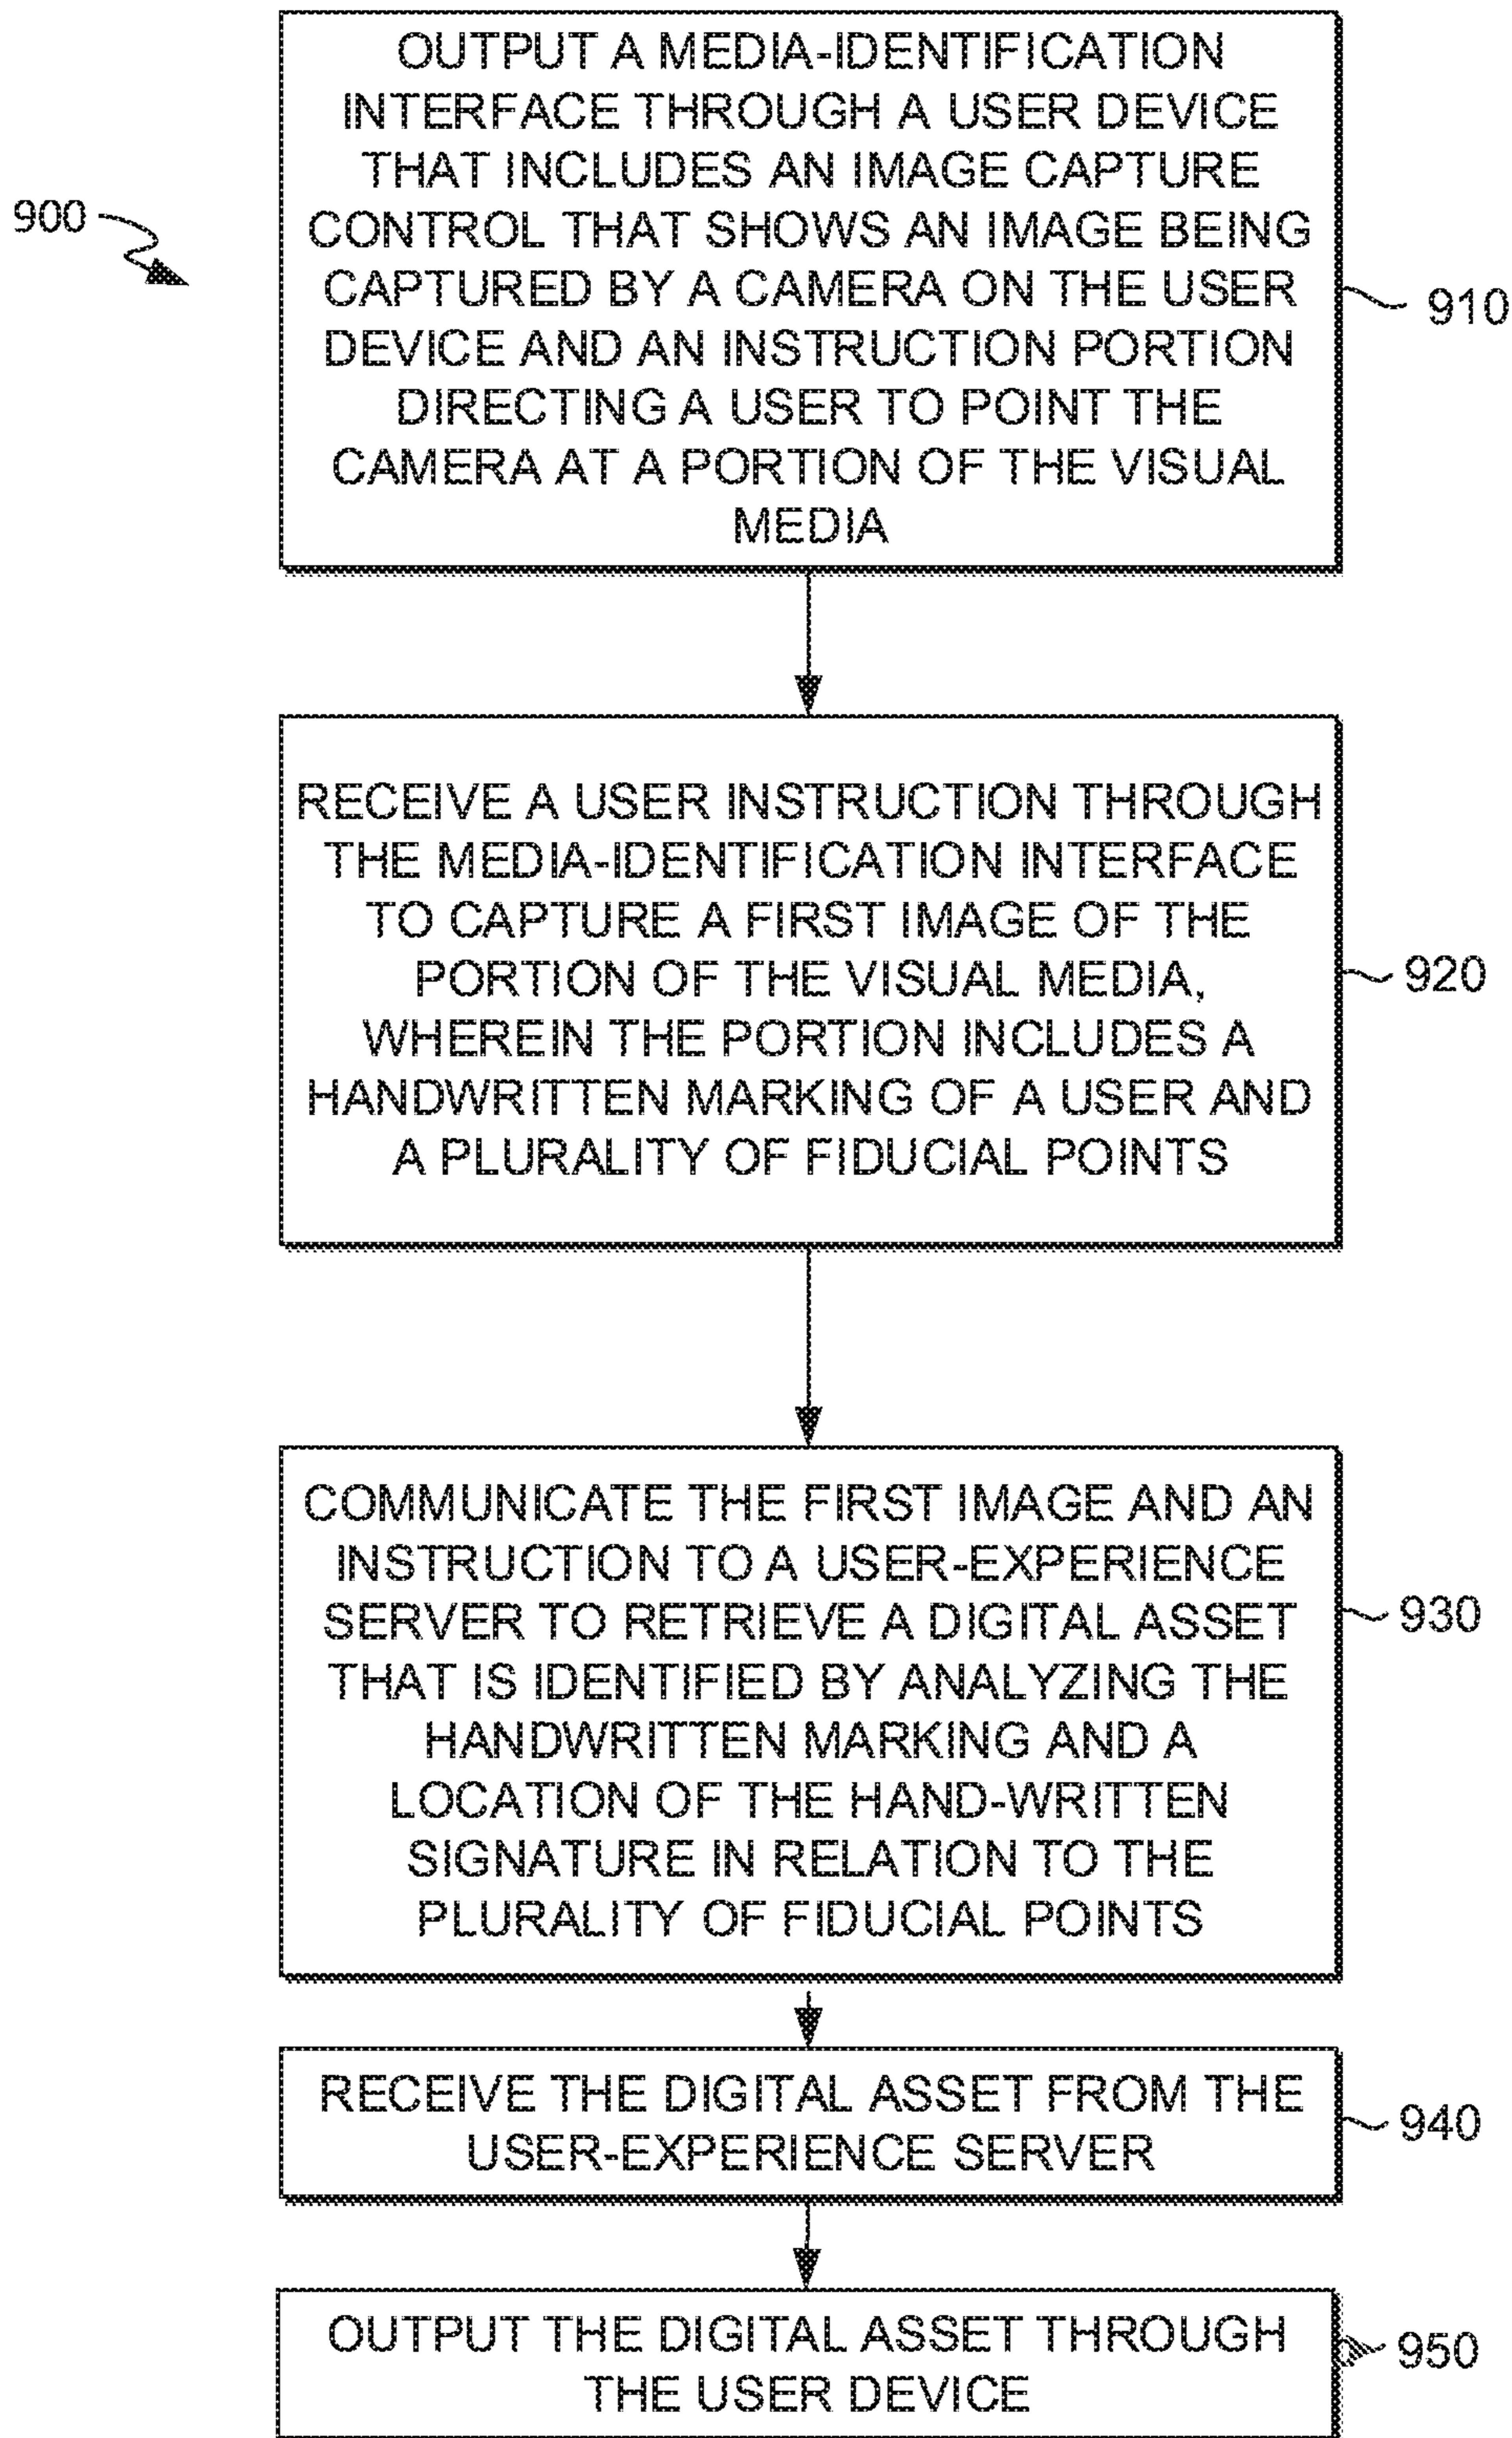 OUTPUT A MEDIA-IDENTIFICATION
INTERFACE THROUGH A USER DEVICE
THAT INCLUDES AN IMAGE CAPTURE
CONTROL THAT SHOWS AN IMAGE BEING
CAPTURED BY A CAMERA ON THE USER
DEVICE AND AN INSTRUCTION PORTION
DIRECTING A USER TO POINT THE
CAMERA AT A PORTION OF THE VISUAL
MEDIA
900
910
RECEIVE A USER INSTRUCTION THROUGH
THE MEDIA-IDENTIFICATION INTERFACE
TO CAPTURE A FIRST IMAGE OF THE
PORTION OF THE VISUAL MEDIA,
WHEREIN THE PORTION INCLUDES A
HANDWRITTEN MARKING OF A USER AND
A PLURALITY OF FIDUCIAL POINTS
920
COMMUNICATE THE FIRST IMAGE AND AN
INSTRUCTION TO A USER-EXPERIENCE
SERVER TO RETRIEVE A DIGITAL ASSET
THAT IS IDENTIFIED BY ANALYZING THE
HANDWRITTEN MARKING AND A
LOCATION OF THE HAND-WRITTEN
SIGNATURE IN RELATION TO THE
PLURALITY OF FIDUCIAL POINTS
930
RECEIVE THE DIGITAL ASSET FROM THE
USER-EXPERIENCE SERVER
940
OUTPUT THE DIGITAL ASSET THROUGH
THE USER DEVICE
950